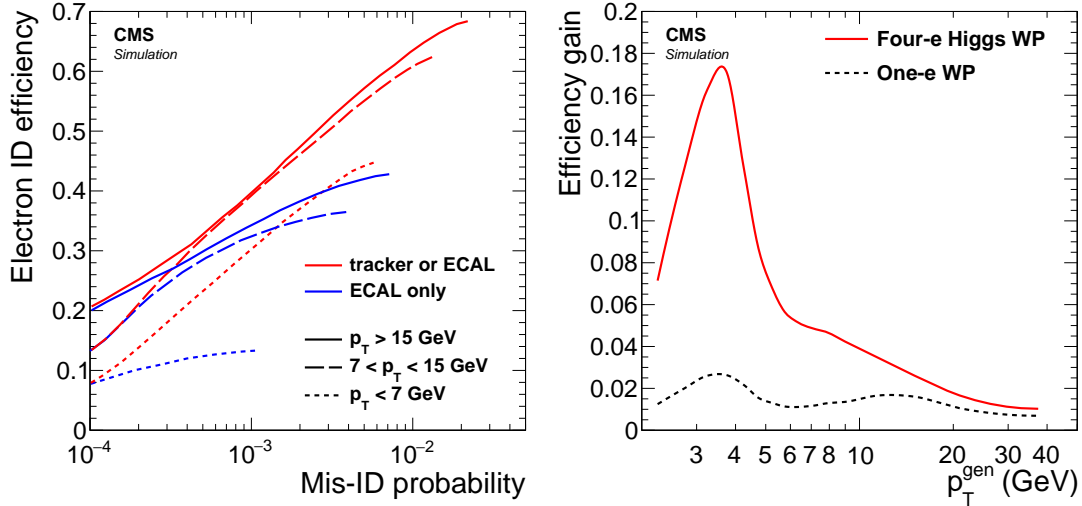 CMS
Simulation
Electron ID efficiency
0.7
0.6
0.5
0.4
0.3
0.2
0.1
0
tracker or ECAL
ECAL only
p_T > 15 GeV
7 < p_T < 15 GeV
p_T < 7 GeV
10^−4
10^−3
10^−2
Mis-ID probability
CMS
Simulation
Four-e Higgs WP
One-e WP
Efficiency gain
0.2
0.18
0.16
0.14
0.12
0.1
0.08
0.06
0.04
0.02
0
3 4 5 6 7 8 10 20 30 40
p_T^gen (GeV)